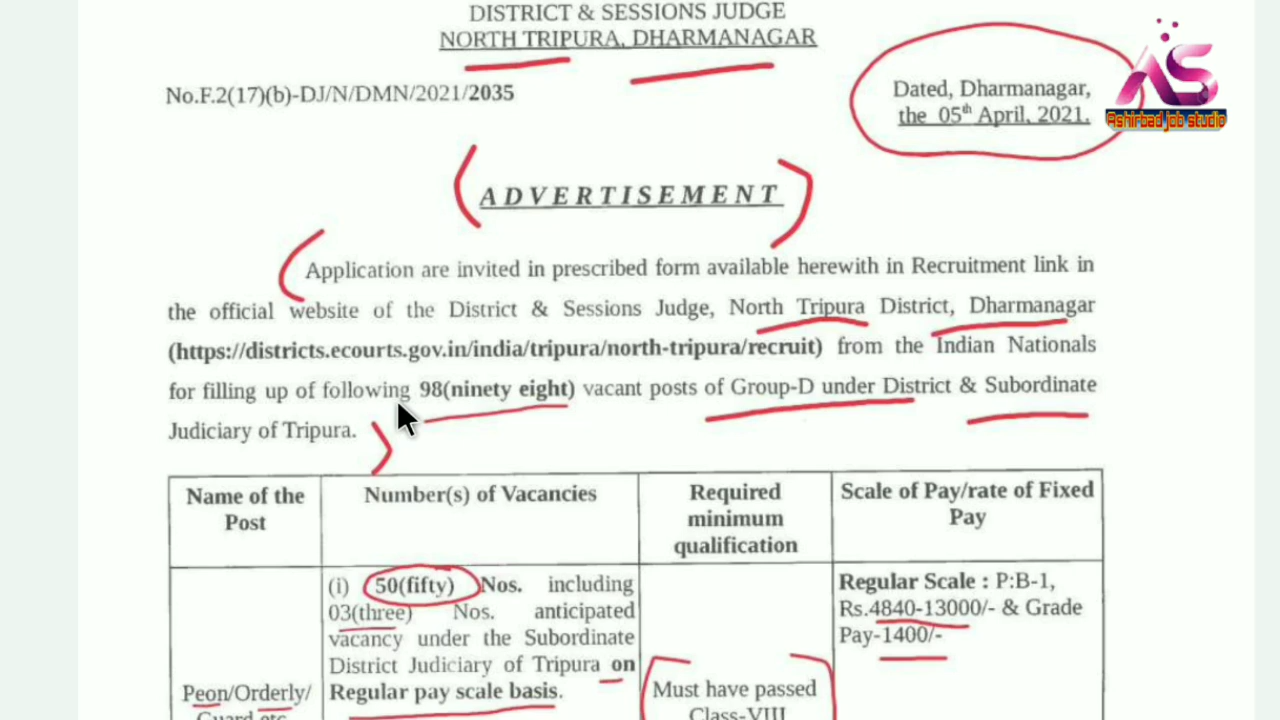 DISTRICT & SESSIONS JUDGE
NORTH TRIPURA, DHARMANAGAR
No.F.2(17)(b)-DJ/N/DMN/2021/2035
Dated, Dharmanagar,
the 05th April, 2021.
AS
Ashirbad job studio
ADVERTISEMENT
Application are invited in prescribed form available herewith in Recruitment link in
the official website of the District & Sessions Judge, North Tripura District, Dharmanagar
(https://districts.ecourts.gov.in/india/tripura/north-tripura/recruit) from the Indian Nationals
for filling up of following 98(ninety eight) vacant posts of Group-D under District & Subordinate
Judiciary of Tripura.
Name of the
Post
Number(s) of Vacancies
Required
minimum
qualification
Scale of Pay/rate of Fixed
Pay
Peon/Orderly/
Guard etc
(i) 50(fifty) Nos. including
03(three) Nos. anticipated
vacancy under the Subordinate
District Judiciary of Tripura on
Regular pay scale basis.
Must have passed
Class-VIII
Regular Scale : P:B-1,
Rs.4840-13000/- & Grade
Pay-1400/-